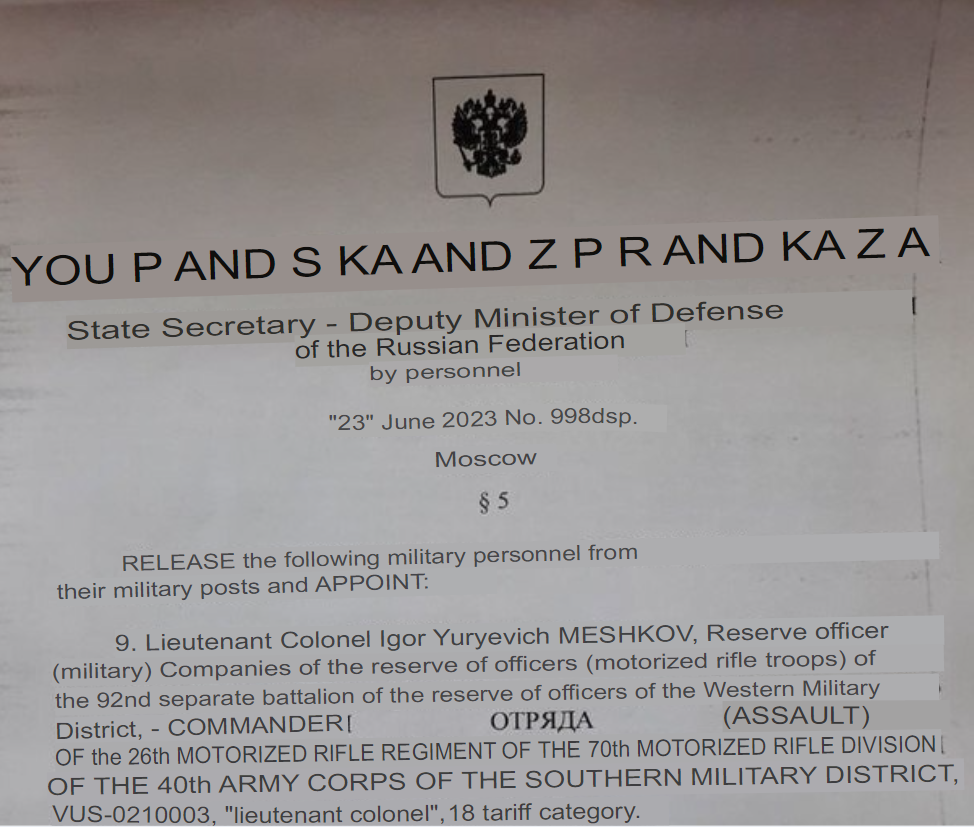 YOU P AND S KA AND Z P R AND KA Z A
State Secretary - Deputy Minister of Defense
of the Russian Federation
by personnel
"23" June 2023 No. 998dsp.
Moscow
§ 5
RELEASE the following military personnel from
their military posts and APPOINT:
9. Lieutenant Colonel Igor Yuryevich MESHKOV, Reserve officer
(military) Companies of the reserve of officers (motorized rifle troops) of
the 92nd separate battalion of the reserve of officers of the Western Military
District, - COMMANDER ОТРЯДА (ASSAULT)
OF the 26th MOTORIZED RIFLE REGIMENT OF THE 70th MOTORIZED RIFLE DIVISION
OF THE 40th ARMY CORPS OF THE SOUTHERN MILITARY DISTRICT,
VUS-0210003, "lieutenant colonel", 18 tariff category.